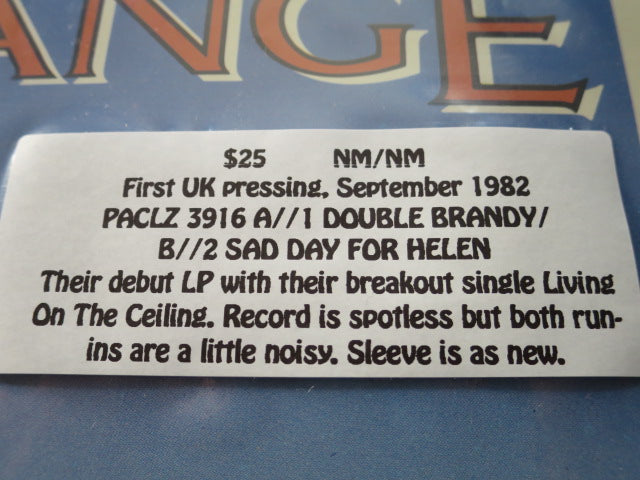 ANGE
$25 NM/NM
First UK pressing, September 1982
PACLZ 3916 A//1 DOUBLE BRANDY/
B//2 SAD DAY FOR HELEN
Their debut LP with their breakout single Living
On The Ceiling. Record is spotless but both run-
ins are a little noisy. Sleeve is as new.